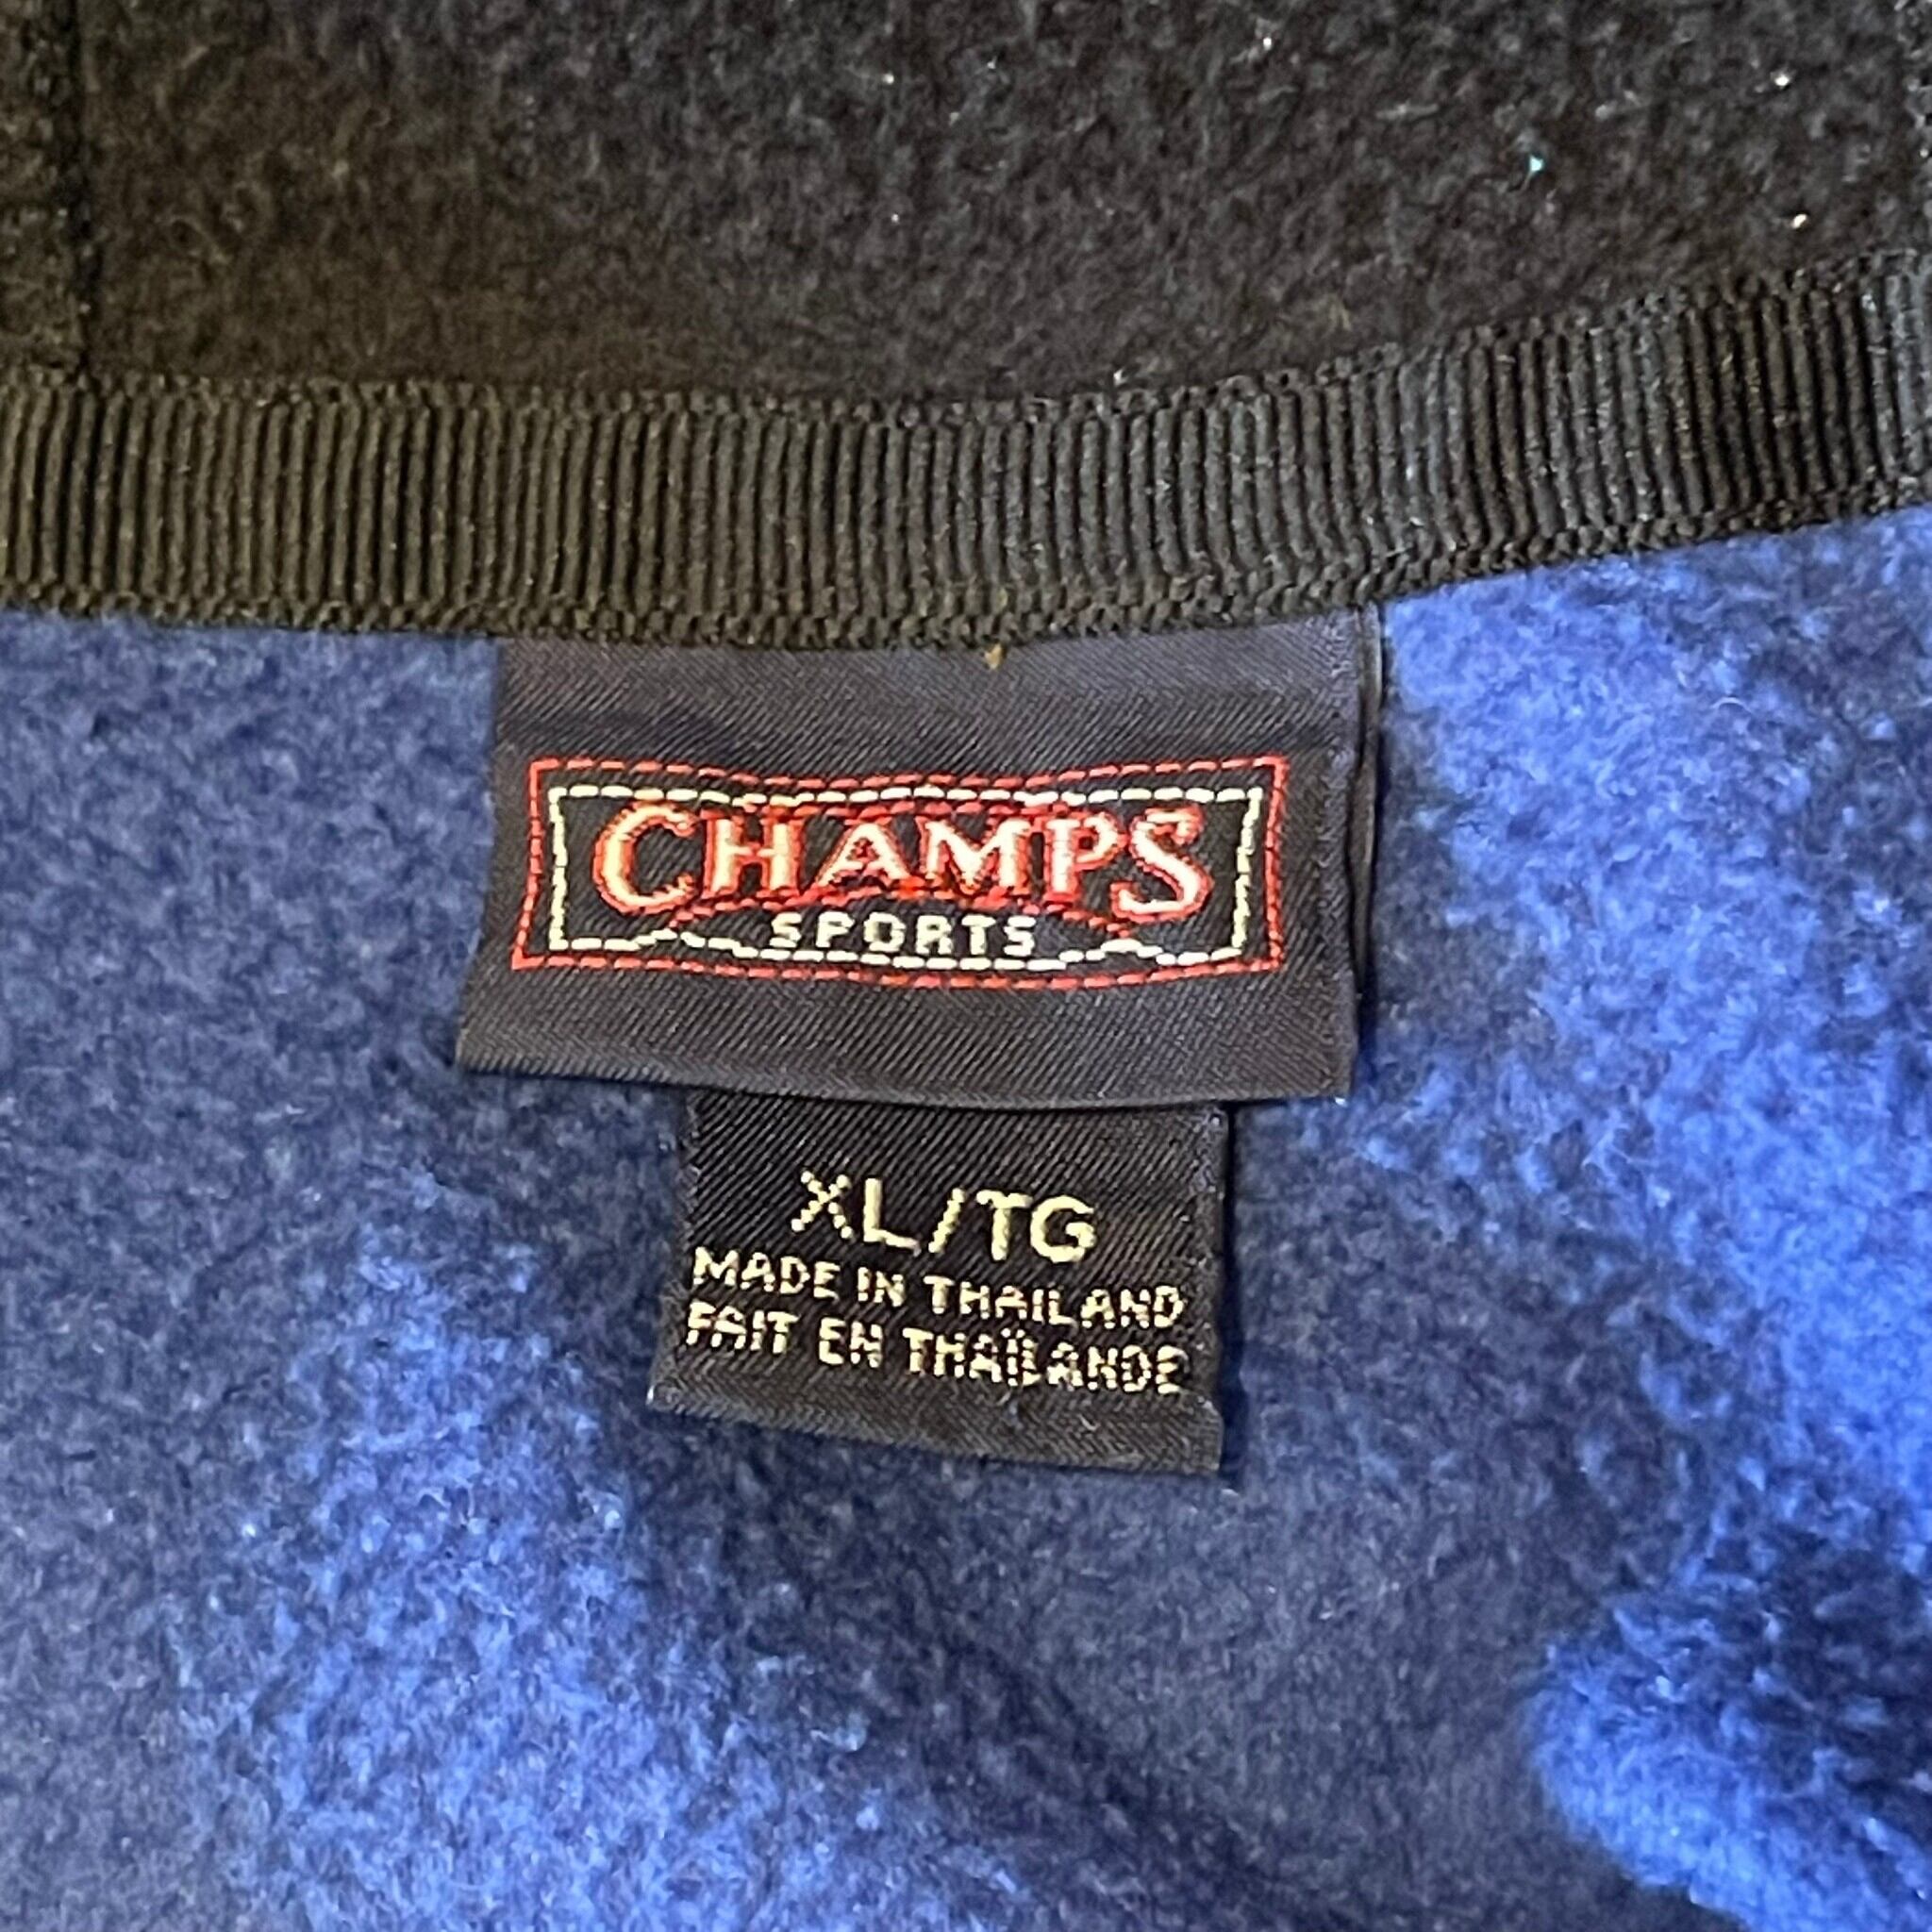 CHAMPS
SPORTS
XL/TG
MADE IN THAILAND
FAIT EN THAÏLANDE